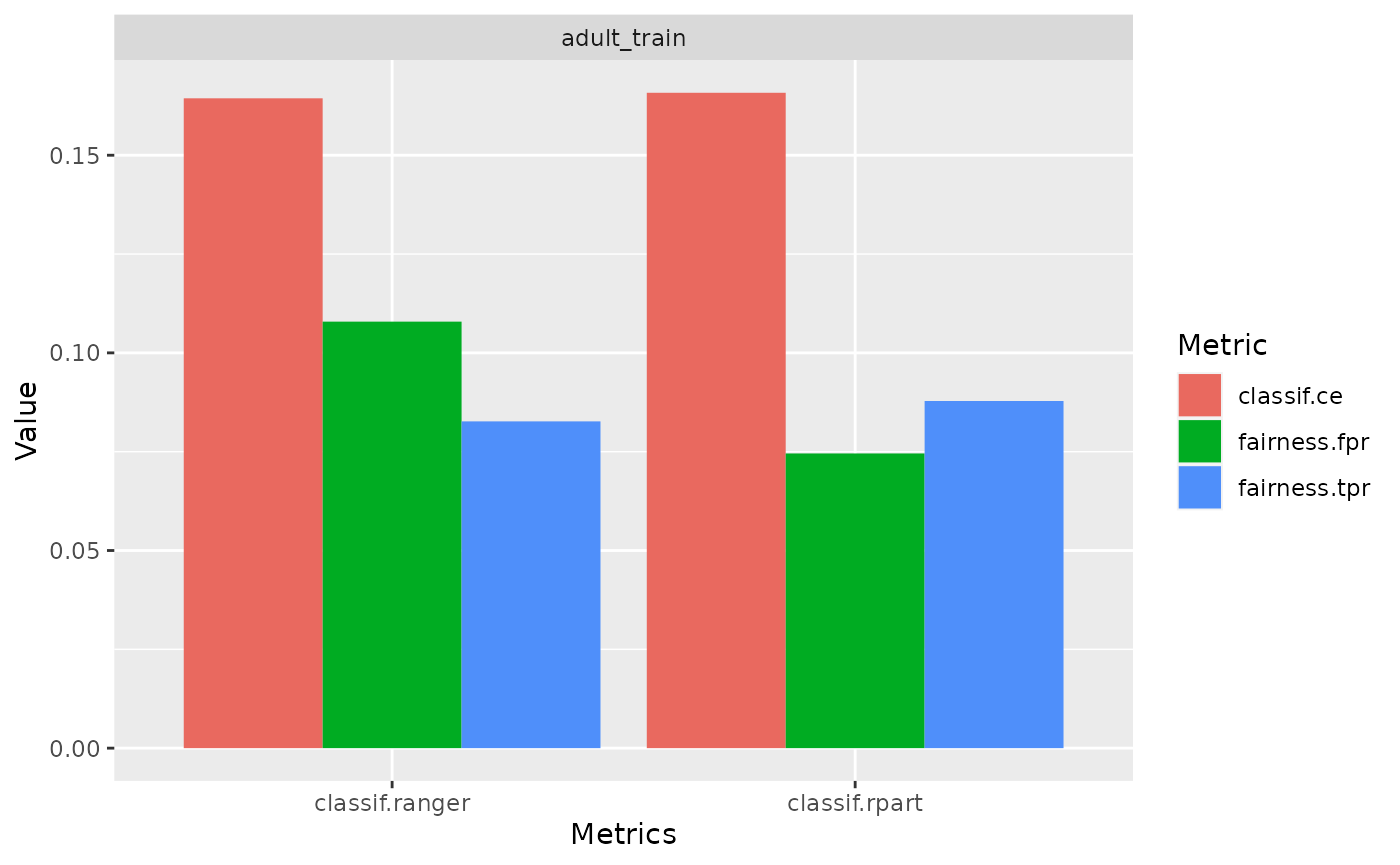 adult_train
0.15
0.10
0.05
0.00
Value
classif.ranger
classif.rpart
Metrics
Metric
classif.ce
fairness.fpr
fairness.tpr